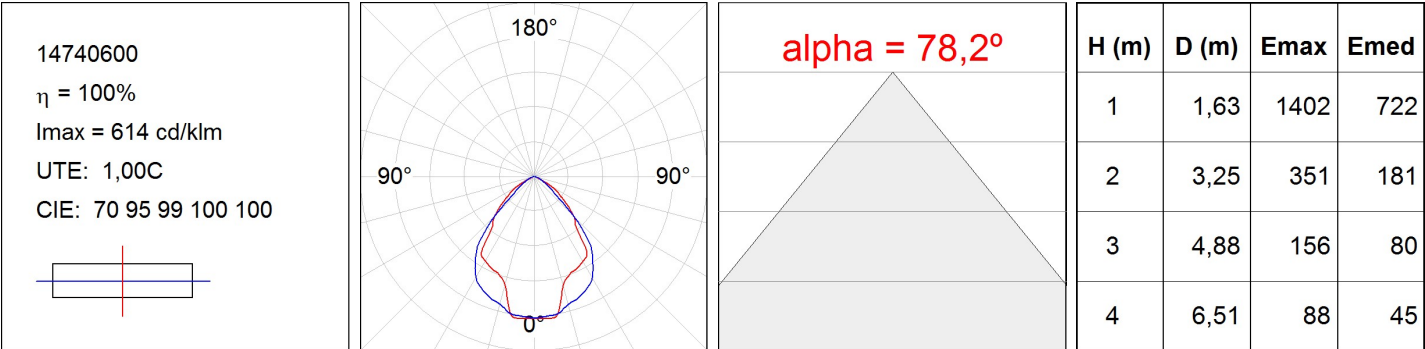 14740600
η = 100%
Imax = 614 cd/klm
UTE: 1,00C
CIE: 70 95 99 100 100
180°
90° 90°
0°
alpha = 78,2º
H (m) D (m) Emax Emed
1 1,63 1402 722
2 3,25 351 181
3 4,88 156 80
4 6,51 88 45